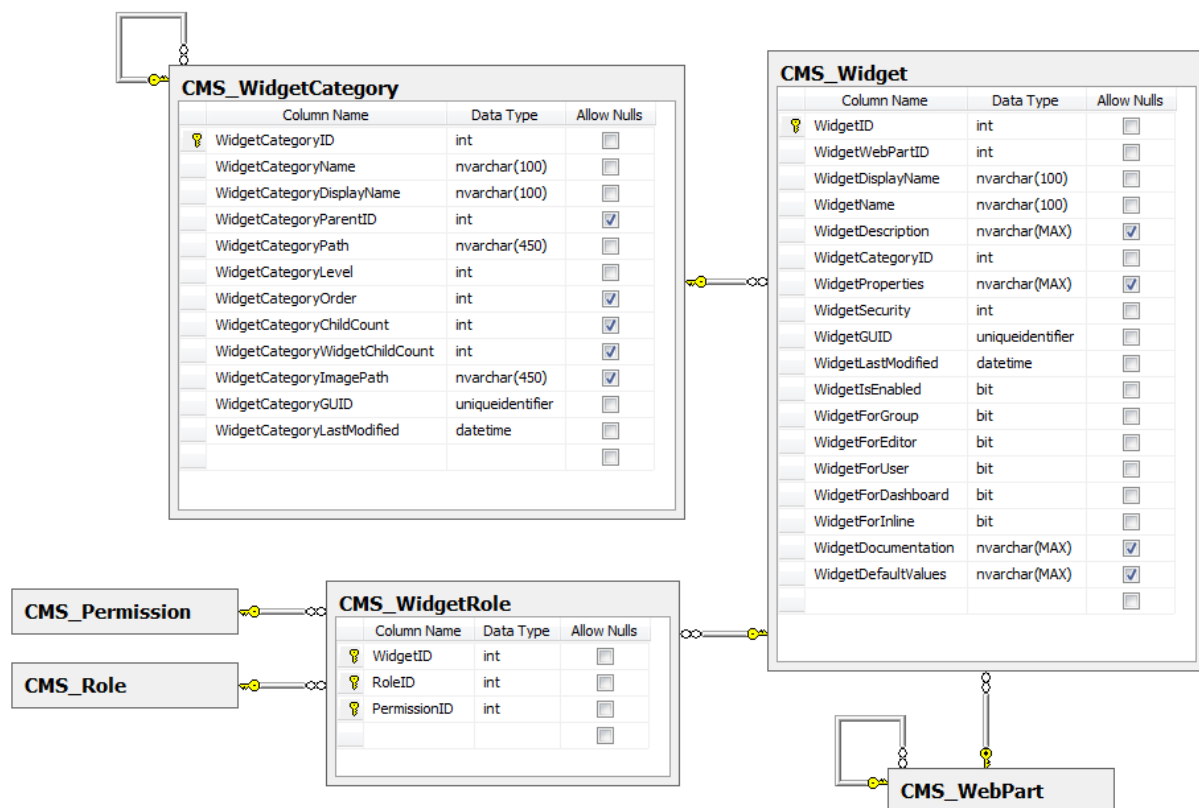 CMS_WidgetCategory
Column Name Data Type Allow Nulls
WidgetCategoryID int
WidgetCategoryName nvarchar(100)
WidgetCategoryDisplayName nvarchar(100)
WidgetCategoryParentID int
WidgetCategoryPath nvarchar(450)
WidgetCategoryLevel int
WidgetCategoryOrder int
WidgetCategoryChildCount int
WidgetCategoryWidgetChildCount int
WidgetCategoryImagePath nvarchar(450)
WidgetCategoryGUID uniqueidentifier
WidgetCategoryLastModified datetime
CMS_Widget
Column Name Data Type Allow Nulls
WidgetID int
WidgetWebPartID int
WidgetDisplayName nvarchar(100)
WidgetName nvarchar(100)
WidgetDescription nvarchar(MAX)
WidgetCategoryID int
WidgetProperties nvarchar(MAX)
WidgetSecurity int
WidgetGUID uniqueidentifier
WidgetLastModified datetime
WidgetIsEnabled bit
WidgetForGroup bit
WidgetForEditor bit
WidgetForUser bit
WidgetForDashboard bit
WidgetForInline bit
WidgetDocumentation nvarchar(MAX)
WidgetDefaultValues nvarchar(MAX)
CMS_Permission
CMS_Role
CMS_WidgetRole
Column Name Data Type Allow Nulls
WidgetID int
RoleID int
PermissionID int
CMS_WebPart